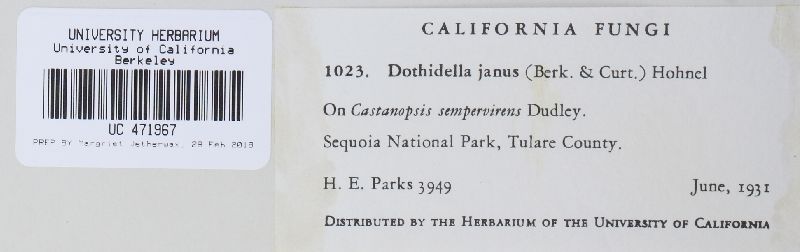 UNIVERSITY HERBARIUM
University of California
Berkeley
UC 471967
PREP BY Margriet Wetherwax, 28 Feb 2018
CALIFORNIA FUNGI
1023. Dothidella janus (Berk. & Curt.) Hohnel
On Castanopsis sempervirens Dudley.
Sequoia National Park, Tulare County.
H. E. Parks 3949 June, 1931
DISTRIBUTED BY THE HERBARIUM OF THE UNIVERSITY OF CALIFORNIA